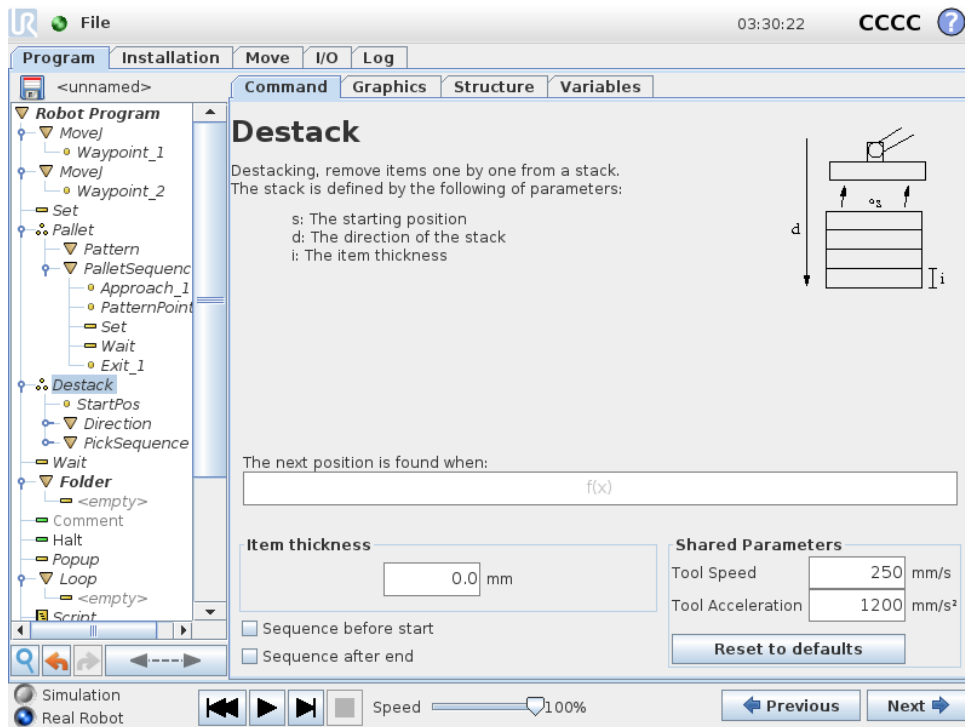 UR File 03:30:22 CCCC ?
Program Installation Move I/O Log
<unnamed> Command Graphics Structure Variables
Robot Program
MoveJ
Waypoint_1
MoveJ
Waypoint_2
Set
Pallet
Pattern
PalletSequenc
Approach_1
PatternPoint
Set
Wait
Exit_1
Destack
StartPos
Direction
PickSequence
Wait
Folder
<empty>
Comment
Halt
Popup
Loop
<empty>
Script
Destack
Destacking, remove items one by one from a stack.
The stack is defined by the following of parameters:
s: The starting position
d: The direction of the stack
i: The item thickness
d
s
i
The next position is found when:
f(x)
Item thickness
0.0 mm
Sequence before start
Sequence after end
Shared Parameters
Tool Speed 250 mm/s
Tool Acceleration 1200 mm/s²
Reset to defaults
Simulation
Real Robot
Speed 100%
Previous Next